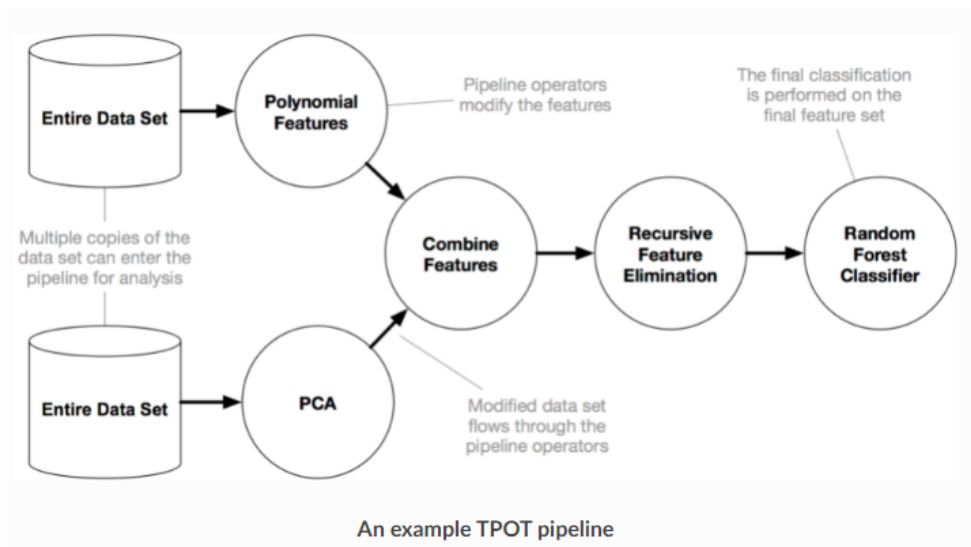 Entire Data Set
Polynomial
Features
Pipeline operators
modify the features
The final classification
is performed on the
final feature set
Multiple copies of the
data set can enter the
pipeline for analysis
Combine
Features
Recursive
Feature
Elimination
Random
Forest
Classifier
Entire Data Set
PCA
Modified data set
flows through the
pipeline operators
An example TPOT pipeline